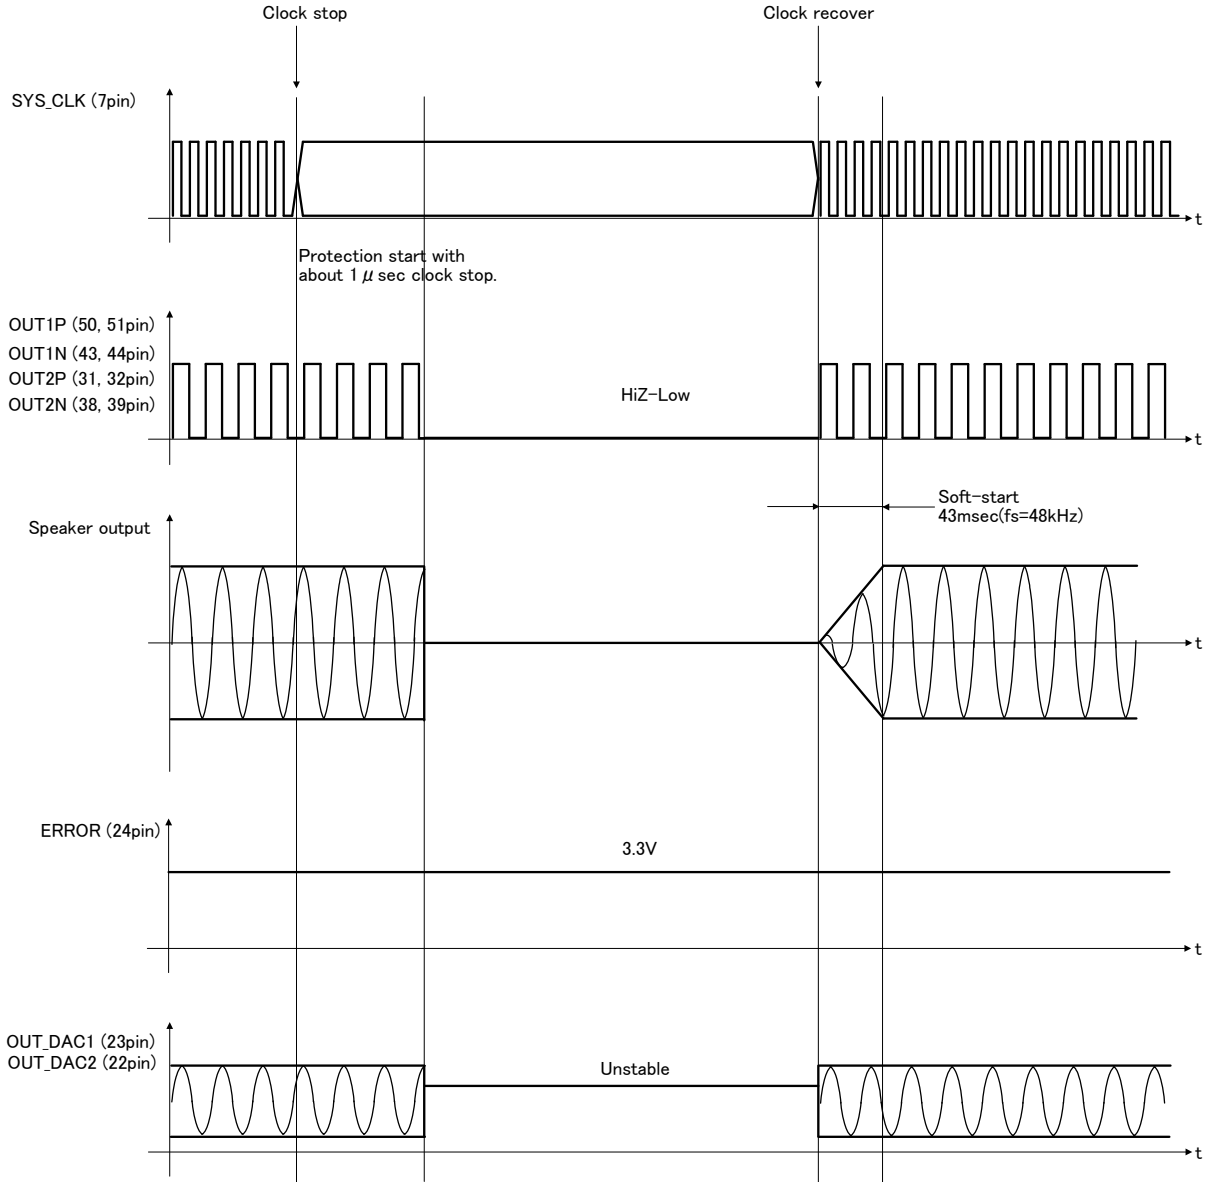 Clock stop
Clock recover
SYS_CLK (7pin)
t
Protection start with
about 1 μ sec clock stop.
OUT1P (50, 51pin)
OUT1N (43, 44pin)
OUT2P (31, 32pin)
OUT2N (38, 39pin)
HiZ-Low
t
Soft-start
43msec(fs=48kHz)
Speaker output
t
ERROR (24pin)
3.3V
t
OUT_DAC1 (23pin)
OUT_DAC2 (22pin)
Unstable
t